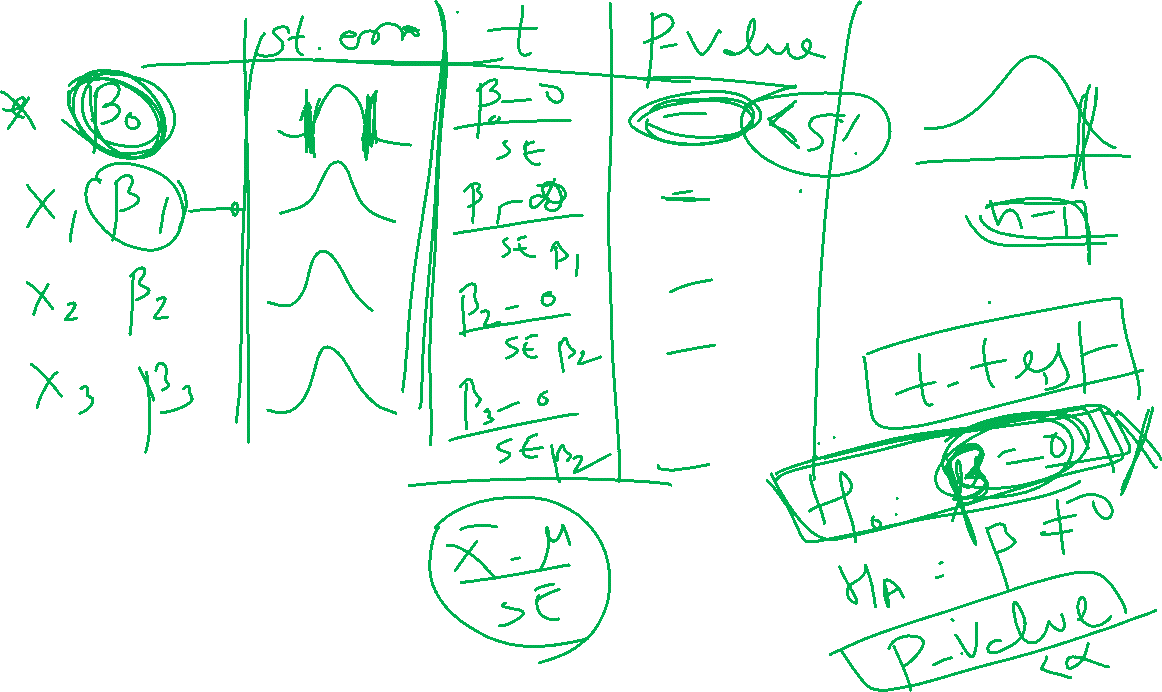 St. err t P-value
X β₀ β₀ - 0 / SE = < 5%
X₁ β₁ β₁ - 0 / SE β₁ =
n-1
X₂ β₂ β₂ - 0 / SE β₂ -
X₃ β₃ β₃ - 0 / SE β₂ -
t-test
H₀: β = 0
X̄ - μ / SE
HA: β ≠ 0
P-value < α